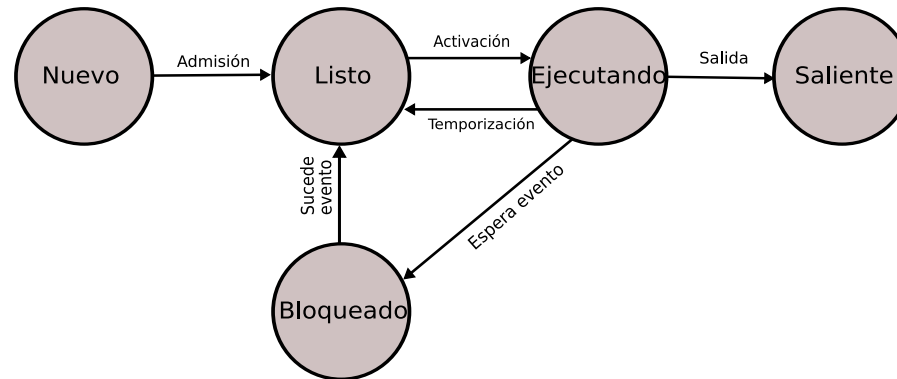 Nuevo
Admisión
Listo
Activación
Temporización
Ejecutando
Salida
Saliente
Sucede
evento
Espera evento
Bloqueado